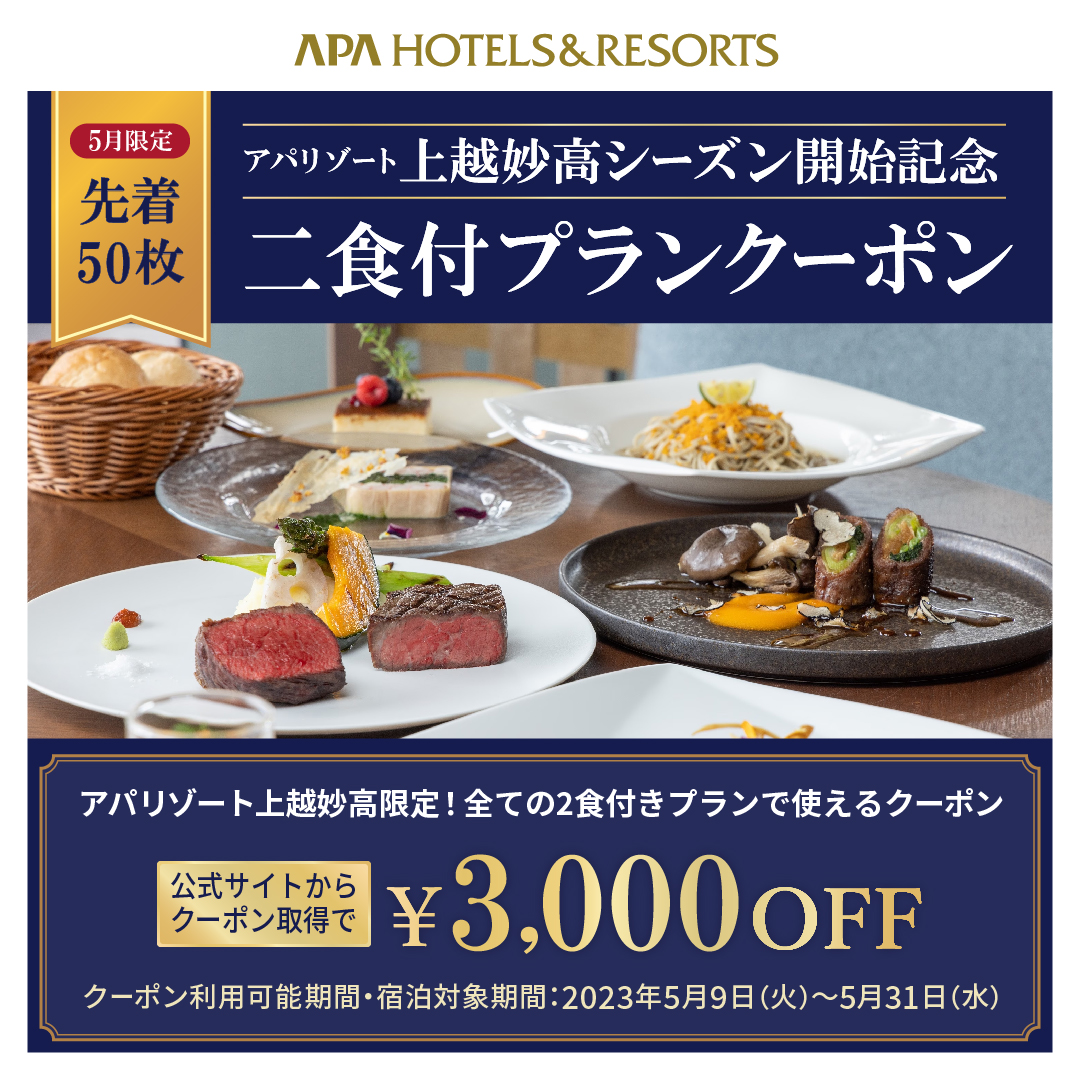 APA HOTELS&RESORTS
5月限定
先着
50枚
アパリゾート 上越妙高シーズン開始記念
二食付プランクーポン
アパリゾート上越妙高限定！全ての2食付きプランで使えるクーポン
公式サイトから
クーポン取得で
¥3,000OFF
クーポン利用可能期間・宿泊対象期間：2023年5月9日（火）～5月31日（水）